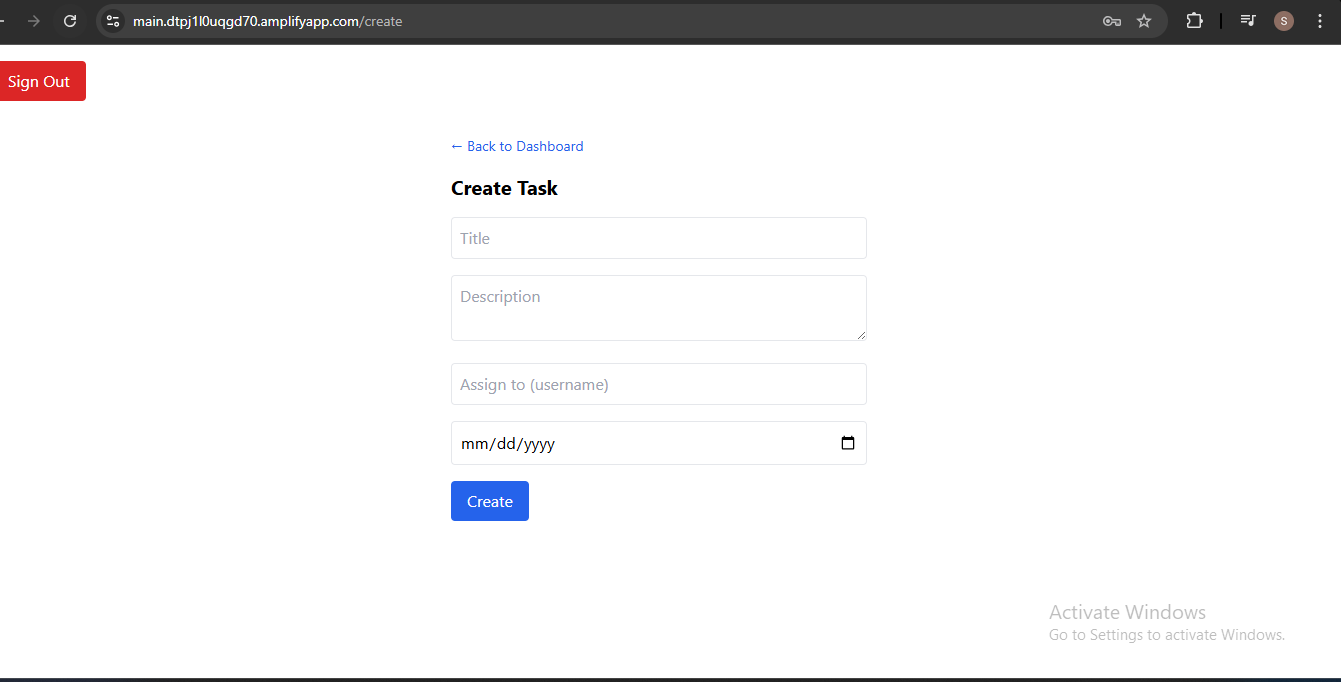 main.dtpj1l0uqgd70.amplifyapp.com/create
S
Sign Out
← Back to Dashboard
Create Task
Title
Description
Assign to (username)
mm/dd/yyyy
Create
Activate Windows
Go to Settings to activate Windows.